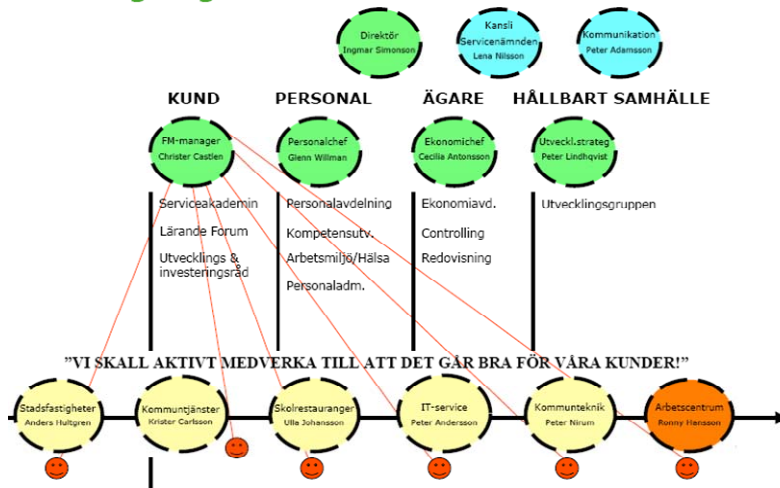 Direktör
Ingmar Simonson
Kansli
Servicenämnden
Lena Nilsson
Kommunikation
Peter Adamsson
KUND
PERSONAL
ÄGARE
HÅLLBART SAMHÄLLE
FM-manager
Christer Castlen
Personalchef
Glenn Willman
Ekonomichef
Cecilia Antonsson
Utveckl.strateg
Peter Lindhqvist
Serviceakademin
Lärande Forum
Utvecklings &
investeringsråd
Personalavdelning
Kompetensutv.
Arbetsmiljö/Hälsa
Personaladm.
Ekonomiavd.
Controlling
Redovisning
Utvecklingsgruppen
”VI SKALL AKTIVT MEDVERKA TILL ATT DET GÅR BRA FÖR VÅRA KUNDER!”
Stadsfastigheter
Anders Hultgren
Kommuntjänster
Krister Carlsson
Skolrestauranger
Ulla Johansson
IT-service
Peter Andersson
Kommunteknik
Peter Nirum
Arbetscentrum
Ronny Hansson